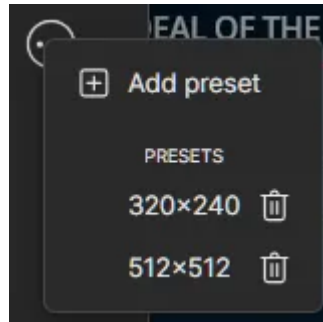 EAL OF THE
Add preset
PRESETS
320×240
512×512